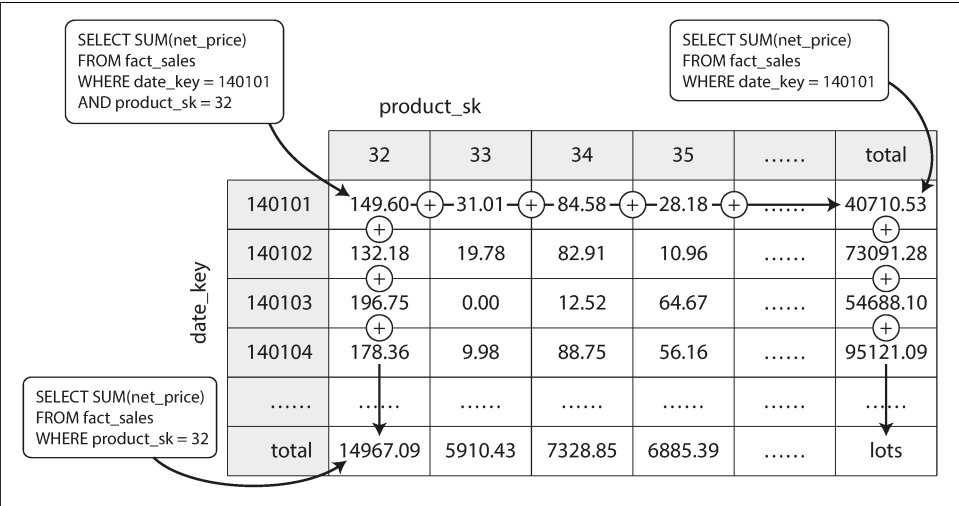 SELECT SUM(net_price)
FROM fact_sales
WHERE date_key = 140101
AND product_sk = 32
SELECT SUM(net_price)
FROM fact_sales
WHERE date_key = 140101
product_sk
32 33 34 35 ...... total
140101 149.60 + 31.01 + 84.58 + 28.18 + ...... 40710.53
+ +
140102 132.18 19.78 82.91 10.96 ...... 73091.28
+ +
date_key
140103 196.75 0.00 12.52 64.67 ...... 54688.10
+ +
140104 178.36 9.98 88.75 56.16 ...... 95121.09
...... ...... ...... ...... ...... ...... ......
total 14967.09 5910.43 7328.85 6885.39 ...... lots
SELECT SUM(net_price)
FROM fact_sales
WHERE product_sk = 32